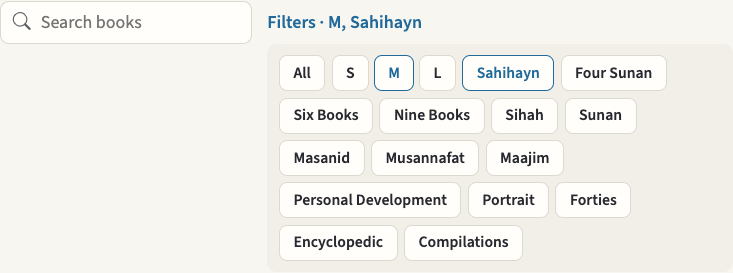 Search books
Filters · M, Sahihayn
All S M L Sahihayn Four Sunan
Six Books Nine Books Sihah Sunan
Masanid Musannafat Maajim
Personal Development Portrait Forties
Encyclopedic Compilations